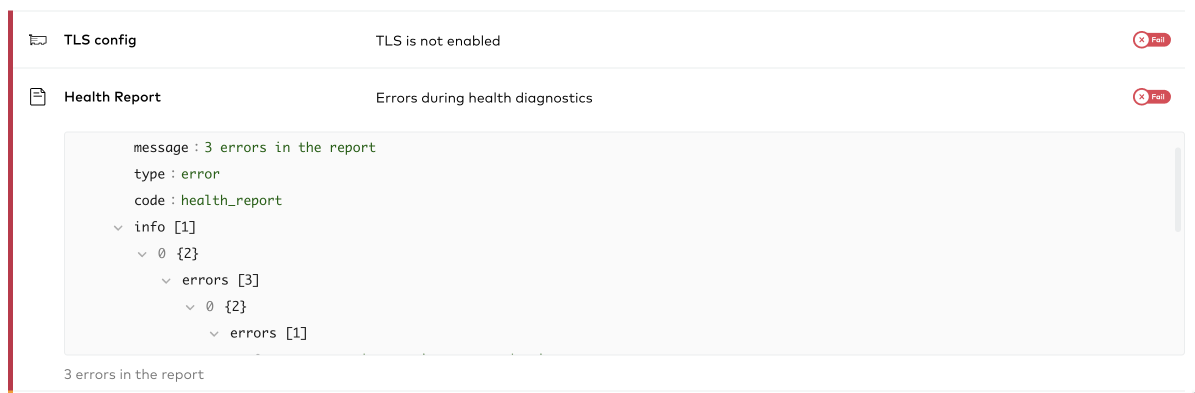 TLS config TLS is not enabled Fail
Health Report Errors during health diagnostics Fail
message : 3 errors in the report
type : error
code : health_report
info [1]
0 {2}
errors [3]
0 {2}
errors [1]
3 errors in the report